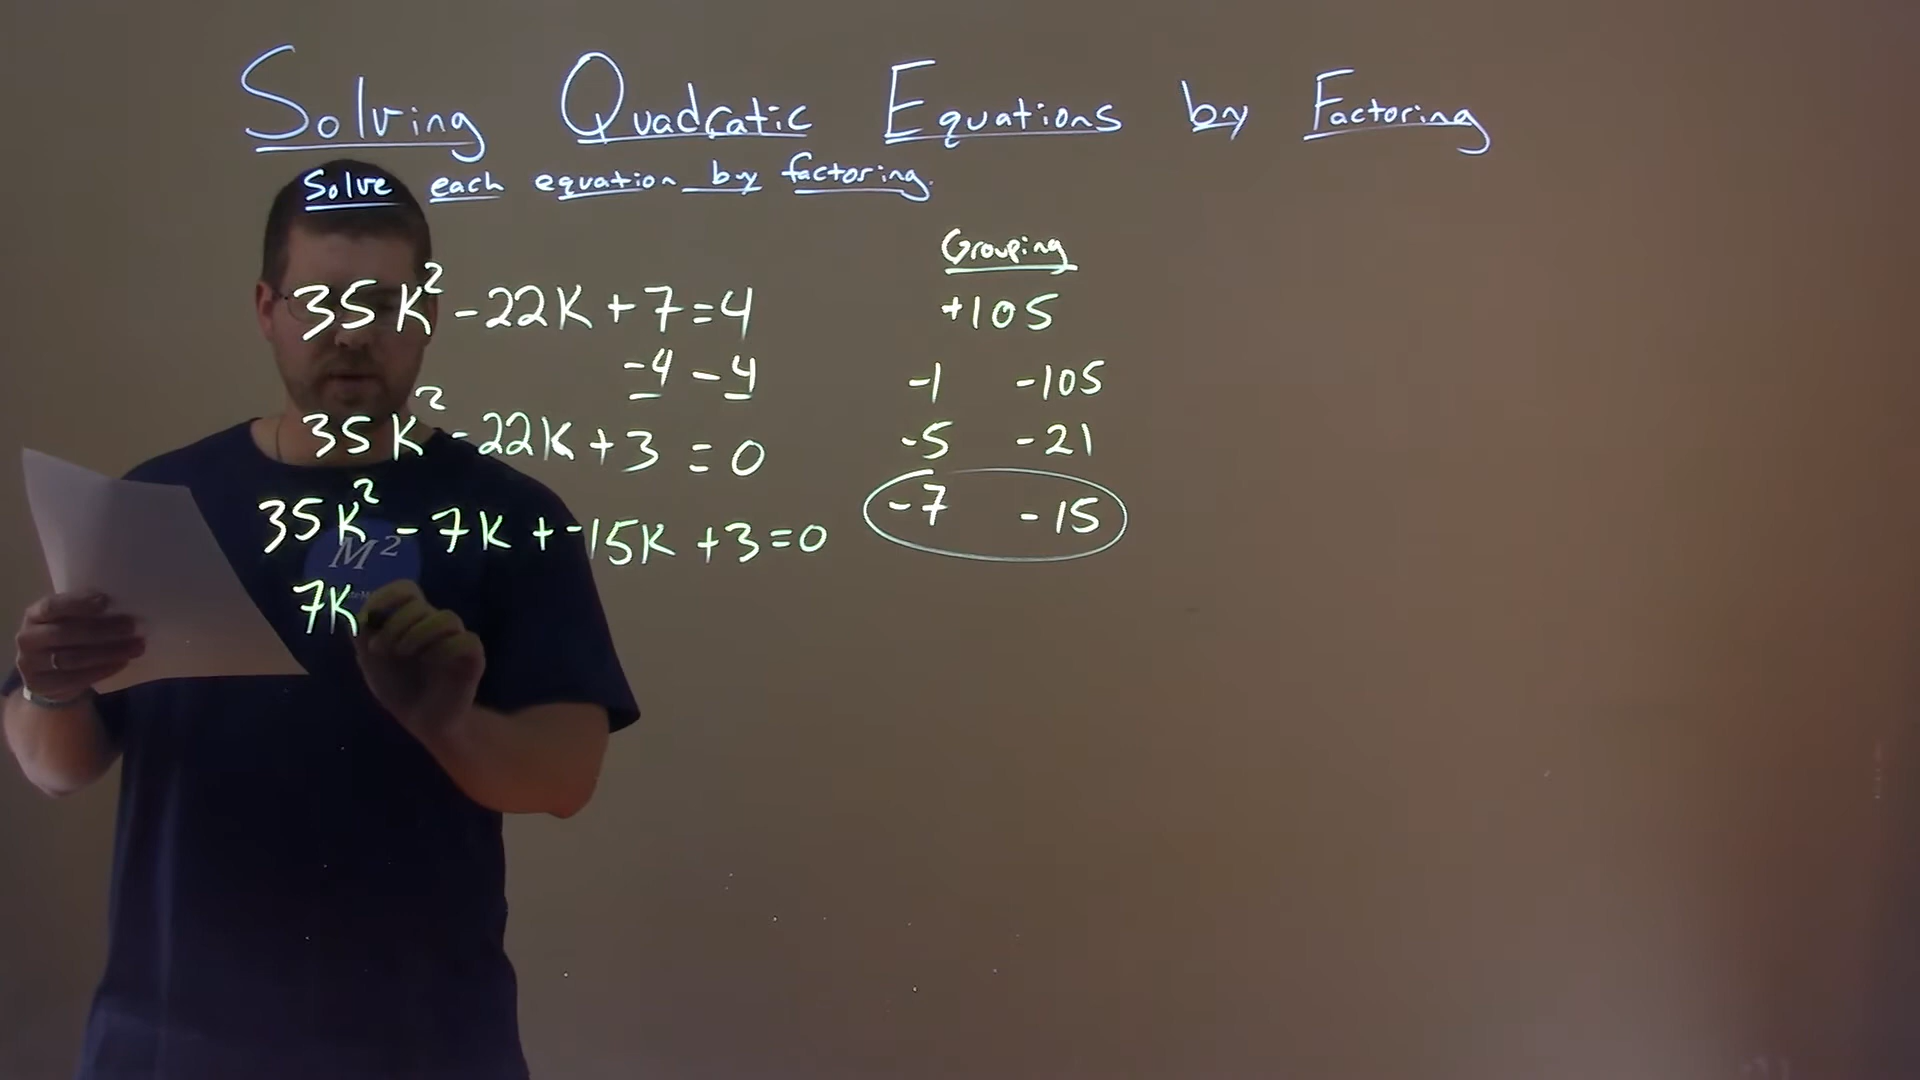 Solving Quadratic Equations by Factoring
Solve each equation by factoring.
35K² - 22K + 7 = 4
-4 - 4
35K² - 22K + 3 = 0
35K² - 7K + -15K + 3 = 0
M²
7K
Grouping
+105
-1 -105
-5 -21
-7 -15